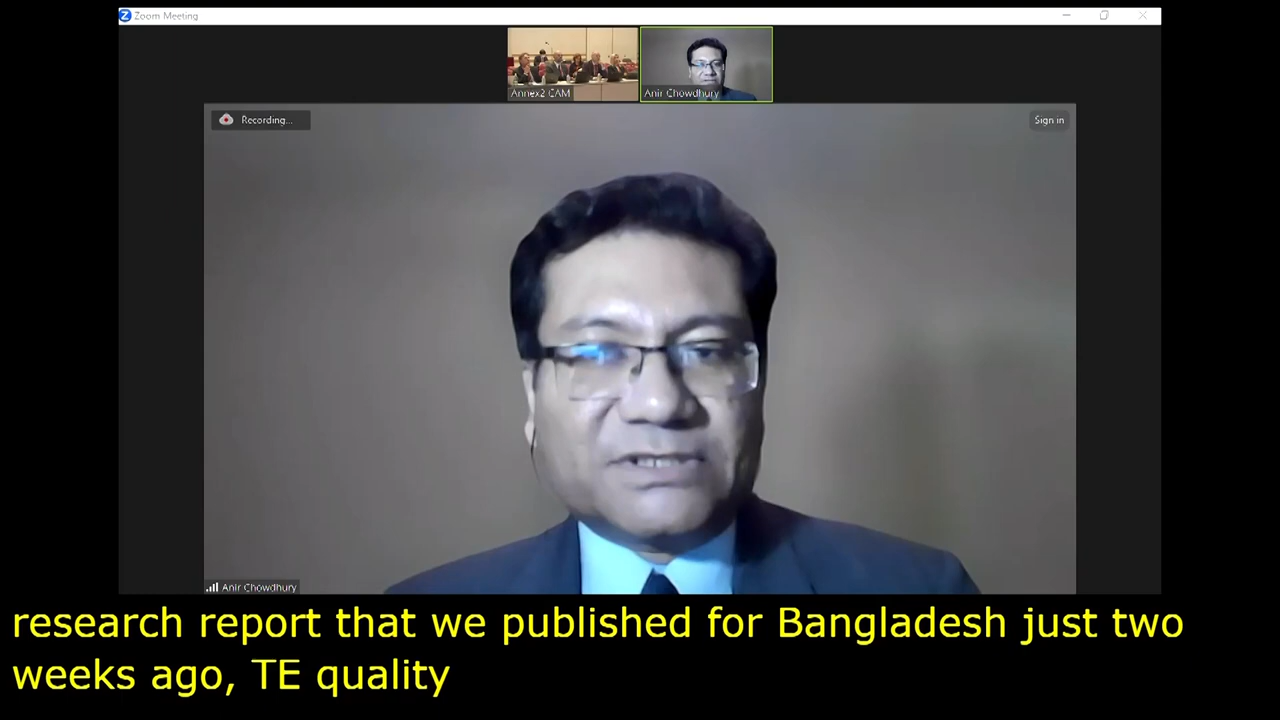 Zoom Meeting
Annex2 CAM
Anir Chowdhury
Recording...
Sign in
Anir Chowdhury
research report that we published for Bangladesh just two
weeks ago, TE quality